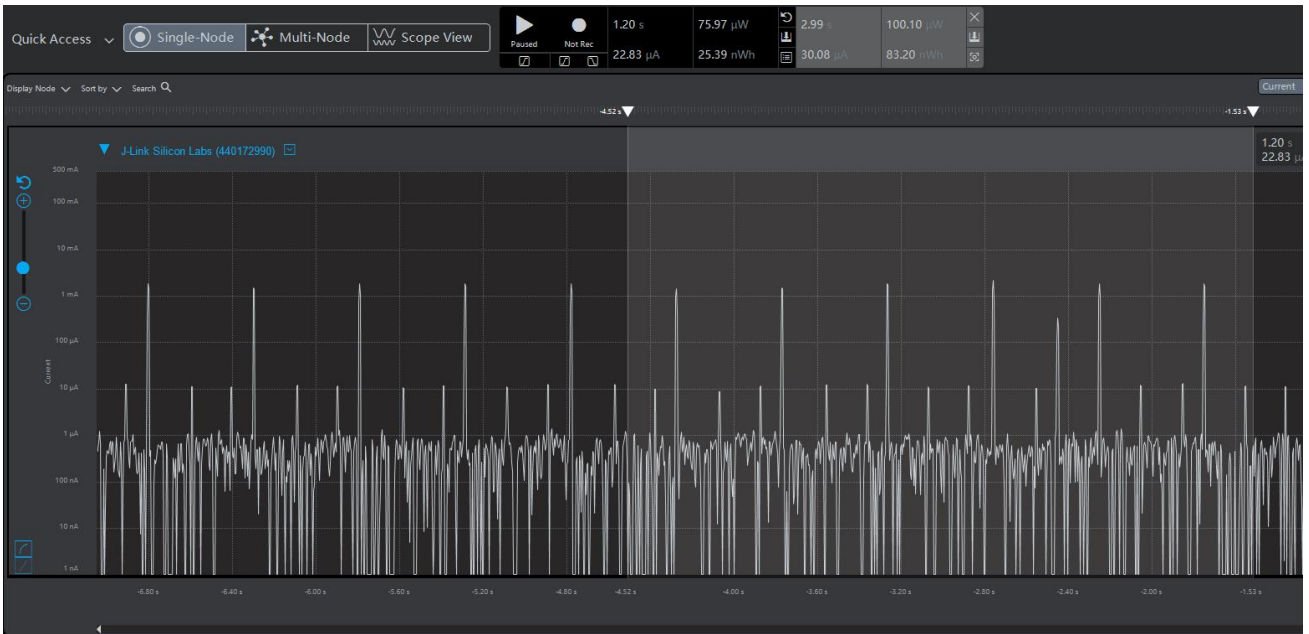 Quick Access Single-Node Multi-Node Scope View
Paused Not Rec
1.20 s 75.97 µW
22.83 µA 25.39 nWh
2.99 s 100.10 µW
30.08 µA 83.20 nWh
Display Node Sort by Search Current
-4.52 s -1.53 s
J-Link Silicon Labs (440172990)
1.20 s
22.83 µA
500 mA
100 mA
10 mA
1 mA
100 µA
10 µA
1 µA
100 nA
10 nA
1 nA
Current
-6.80 s -6.40 s -6.00 s -5.60 s -5.20 s -4.80 s -4.52 s -4.00 s -3.60 s -3.20 s -2.80 s -2.40 s -2.00 s -1.53 s